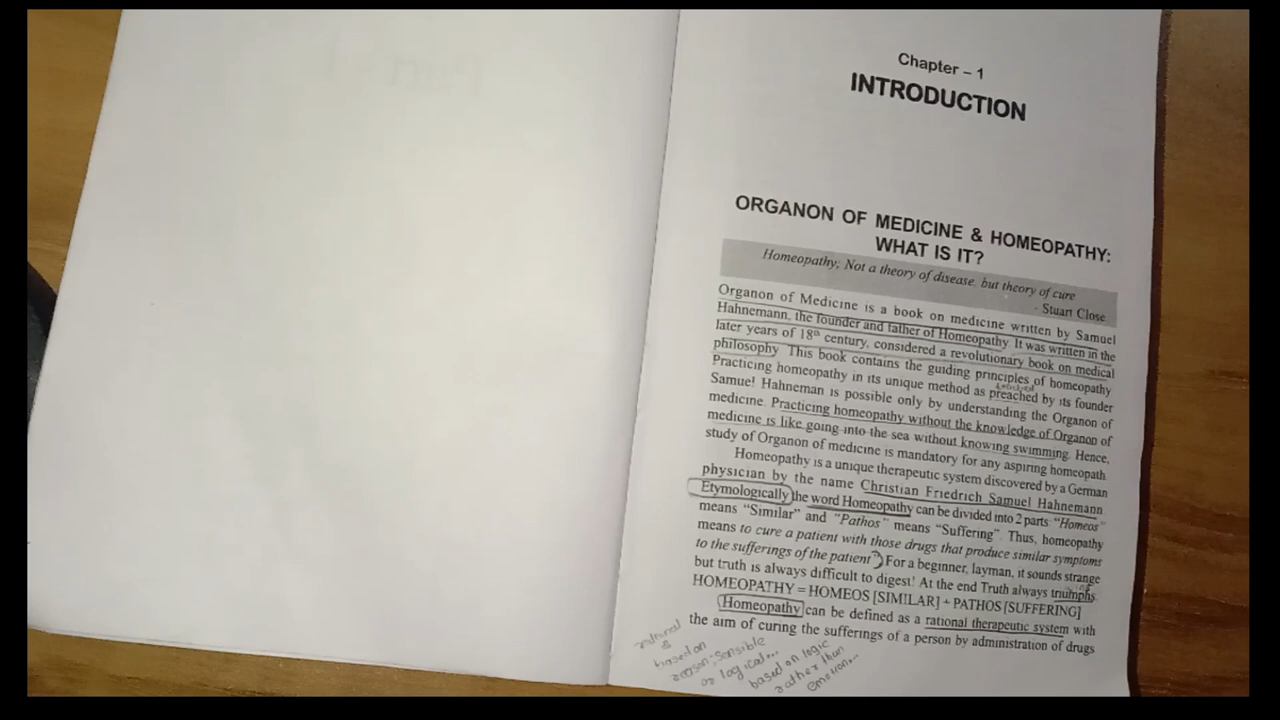 Chapter – 1
INTRODUCTION
ORGANON OF MEDICINE & HOMEOPATHY:
WHAT IS IT?
Homeopathy; Not a theory of disease, but theory of cure
- Stuart Close
Organon of Medicine is a book on medicine written by Samuel
Hahnemann, the founder and father of Homeopathy. It was written in the
later years of 18th century, considered a revolutionary book on medical
philosophy. This book contains the guiding principles of homeopathy
Practicing homeopathy in its unique method as preached by its founder
Samuel Hahneman is possible only by understanding the Organon of
medicine. Practicing homeopathy without the knowledge of Organon of
medicine is like going into the sea without knowing swimming. Hence,
study of Organon of medicine is mandatory for any aspiring homeopath
Homeopathy is a unique therapeutic system discovered by a German
physician by the name Christian Friedrich Samuel Hahnemann
Etymologically the word Homeopathy can be divided into 2 parts: "Homeos"
means "Similar" and "Pathos" means "Suffering". Thus, homeopathy
means to cure a patient with those drugs that produce similar symptoms
to the sufferings of the patient") For a beginner, layman, it sounds strange
but truth is always difficult to digest! At the end Truth always triumphs.
HOMEOPATHY = HOMEOS [SIMILAR] + PATHOS [SUFFERING]
Homeopathy can be defined as a rational therapeutic system with
the aim of curing the sufferings of a person by administration of drugs
based on
reason; sensible
or logical...
based on logic
rather than
emotion...